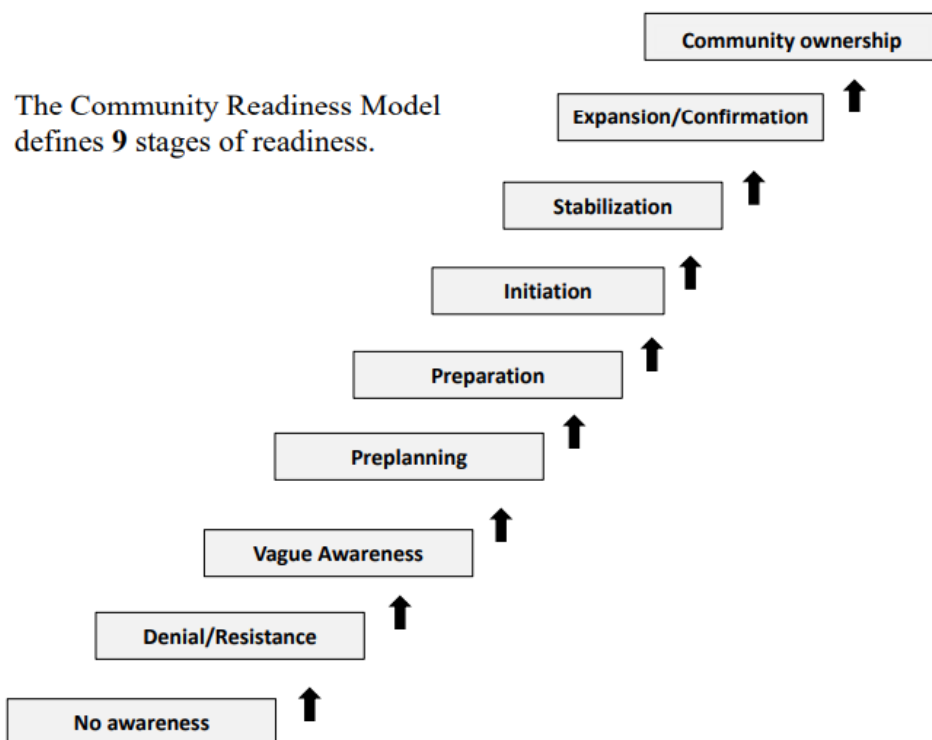 Community ownership
The Community Readiness Model
defines 9 stages of readiness.
Expansion/Confirmation
Stabilization
Initiation
Preparation
Preplanning
Vague Awareness
Denial/Resistance
No awareness